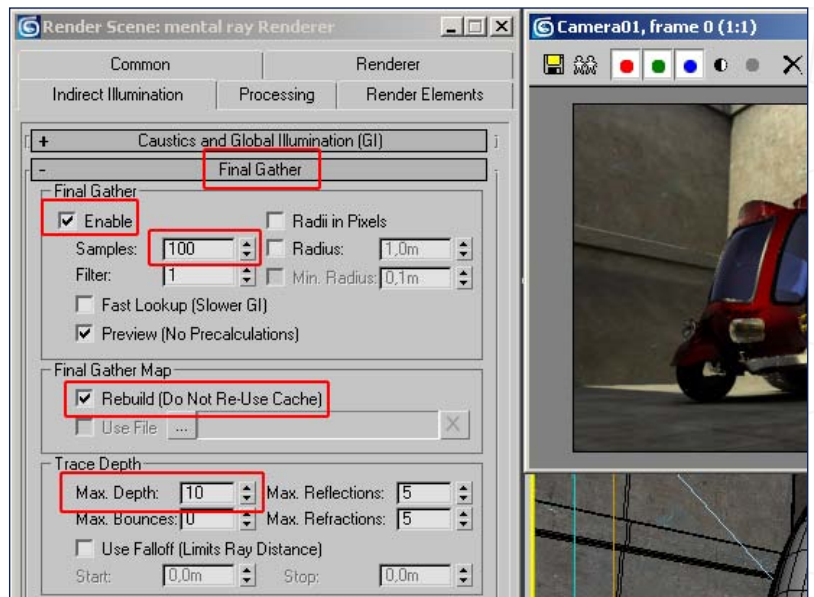 Render Scene: mental ray Renderer
Common
Renderer
Indirect Illumination
Processing
Render Elements
+ Caustics and Global Illumination (GI)
- Final Gather
Final Gather
Enable
Radii in Pixels
Samples: 100
Radius: 1,0m
Filter: 1
Min. Radius: 0,1m
Fast Lookup (Slower GI)
Preview (No Precalculations)
Final Gather Map
Rebuild (Do Not Re-Use Cache)
Use File ...
Trace Depth
Max. Depth: 10
Max. Reflections: 5
Max. Bounces: 0
Max. Refractions: 5
Use Falloff (Limits Ray Distance)
Start: 0,0m
Stop: 0,0m
Camera01, frame 0 (1:1)